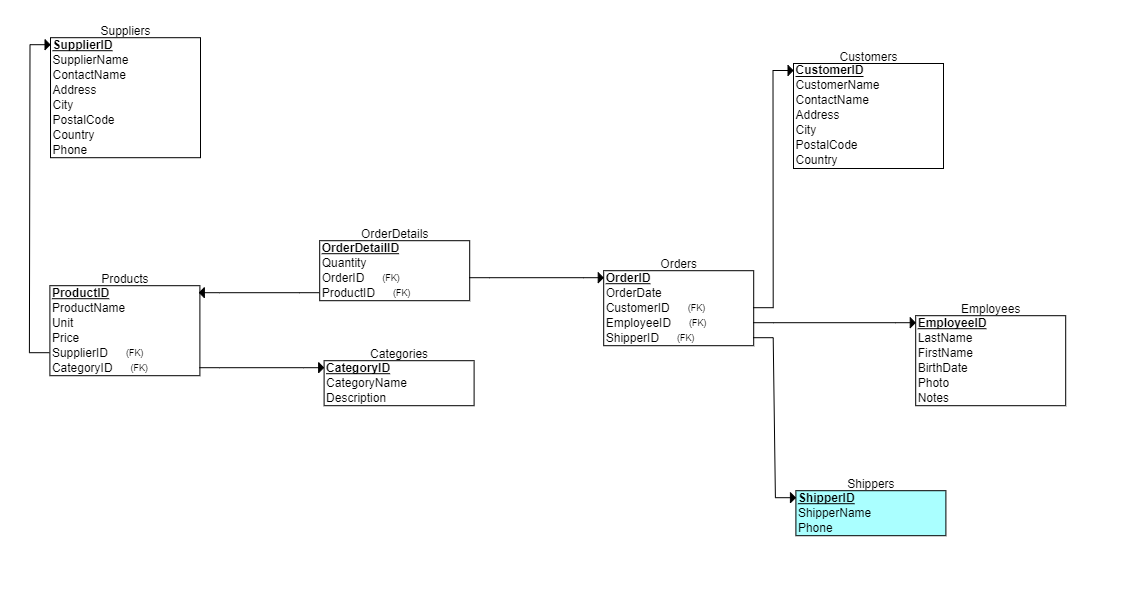 Suppliers
SupplierID
SupplierName
ContactName
Address
City
PostalCode
Country
Phone
Customers
CustomerID
CustomerName
ContactName
Address
City
PostalCode
Country
OrderDetails
OrderDetailID
Quantity
OrderID (FK)
ProductID (FK)
Orders
OrderID
OrderDate
CustomerID (FK)
EmployeeID (FK)
ShipperID (FK)
Products
ProductID
ProductName
Unit
Price
SupplierID (FK)
CategoryID (FK)
Categories
CategoryID
CategoryName
Description
Employees
EmployeeID
LastName
FirstName
BirthDate
Photo
Notes
Shippers
ShipperID
ShipperName
Phone